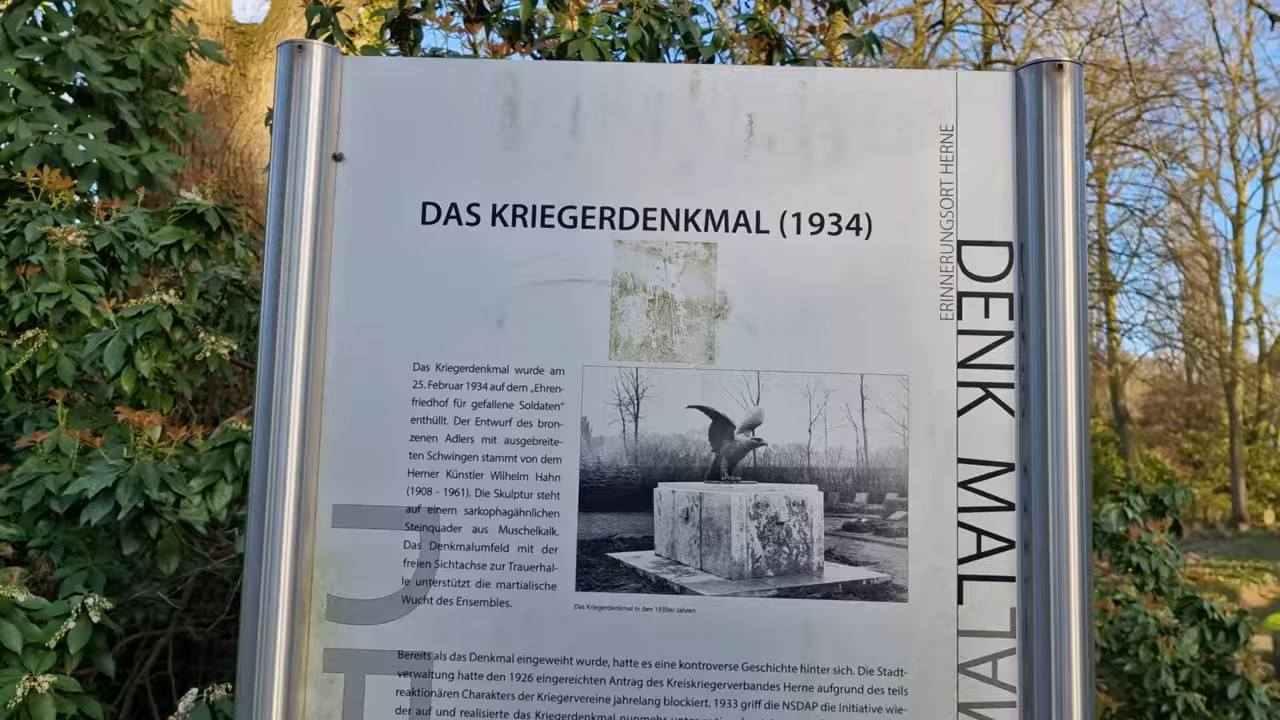 DAS KRIEGERDENKMAL (1934)
Das Kriegerdenkmal wurde am
25. Februar 1934 auf dem „Ehren-
friedhof für gefallene Soldaten“
enthüllt. Der Entwurf des bron-
zenen Adlers mit ausgebreite-
ten Schwingen stammt von dem
Herner Künstler Wilhelm Hahn
(1908 - 1961). Die Skulptur steht
auf einem sarkophagähnlichen
Steinquader aus Muschelkalk.
Das Denkmalumfeld mit der
freien Sichtachse zur Trauerhal-
le unterstützt die martialische
Wucht des Ensembles.
Das Kriegerdenkmal in den 1930er Jahren
Bereits als das Denkmal eingeweiht wurde, hatte es eine kontroverse Geschichte hinter sich. Die Stadt-
verwaltung hatte den 1926 eingereichten Antrag des Kreiskriegerverbandes Herne aufgrund des teils
reaktionären Charakters der Kriegervereine jahrelang blockiert. 1933 griff die NSDAP die Initiative wie-
der auf und realisierte das Kriegerdenkmal nunmehr
ERINNERUNGSORT HERNE
DENK MAL